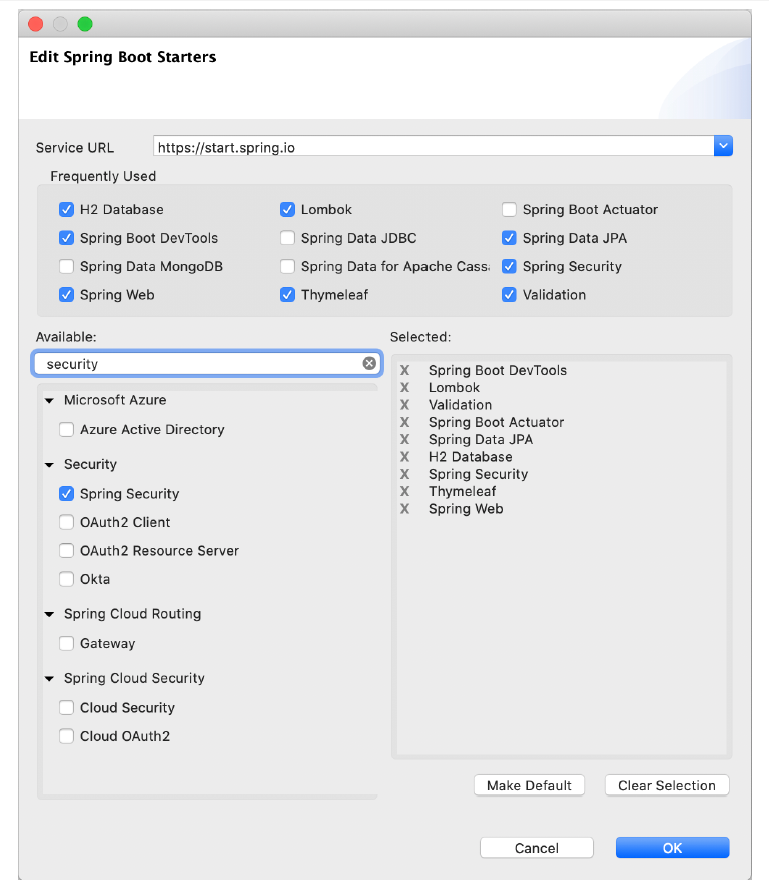 Edit Spring Boot Starters
Service URL https://start.spring.io
Frequently Used
H2 Database Lombok Spring Boot Actuator
Spring Boot DevTools Spring Data JDBC Spring Data JPA
Spring Data MongoDB Spring Data for Apache Cass Spring Security
Spring Web Thymeleaf Validation
Available:
security
Microsoft Azure
Azure Active Directory
Security
Spring Security
OAuth2 Client
OAuth2 Resource Server
Okta
Spring Cloud Routing
Gateway
Spring Cloud Security
Cloud Security
Cloud OAuth2
Selected:
X Spring Boot DevTools
X Lombok
X Validation
X Spring Boot Actuator
X Spring Data JPA
X H2 Database
X Spring Security
X Thymeleaf
X Spring Web
Make Default Clear Selection
Cancel OK